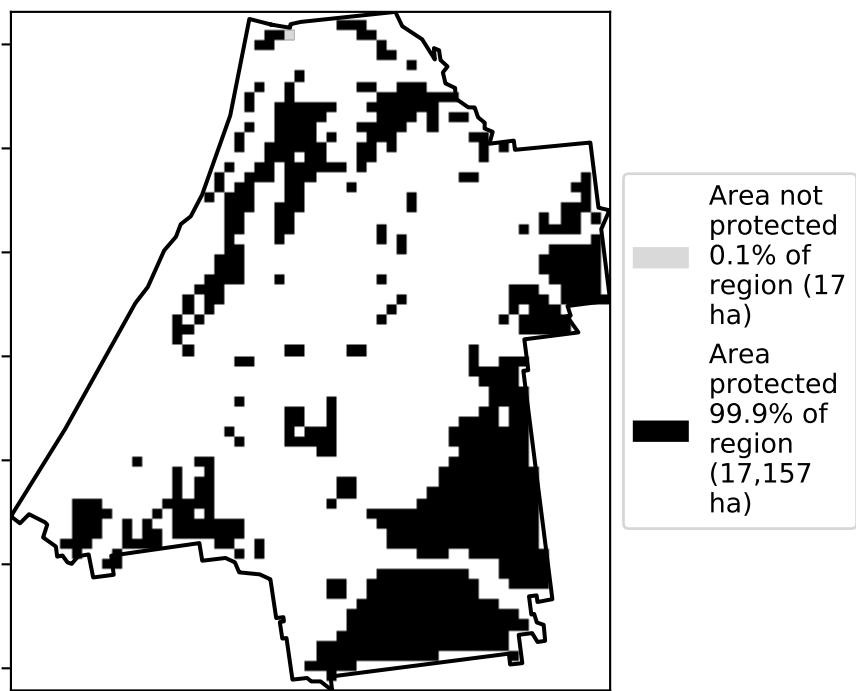 Area not
protected
0.1% of
region (17
ha)
Area
protected
99.9% of
region
(17,157
ha)